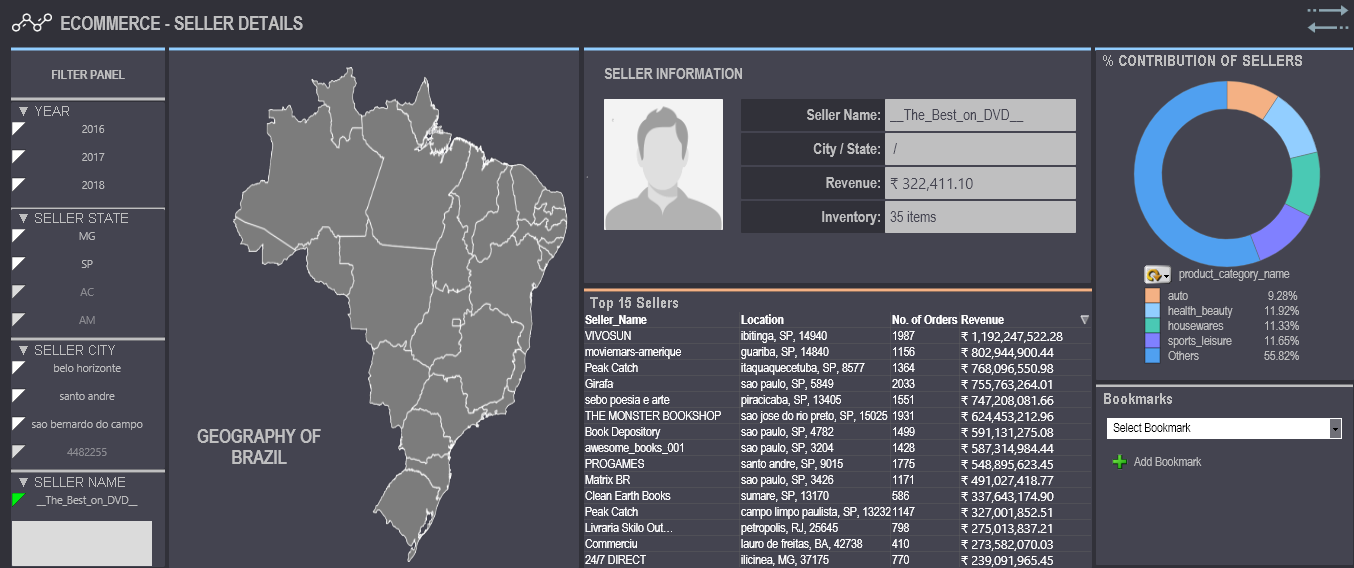 ECOMMERCE - SELLER DETAILS
FILTER PANEL
YEAR
2016
2017
2018
SELLER STATE
MG
SP
AC
AM
SELLER CITY
belo horizonte
santo andre
sao bernardo do campo
4482255
SELLER NAME
__The_Best_on_DVD__
GEOGRAPHY OF
BRAZIL
SELLER INFORMATION
Seller Name: __The_Best_on_DVD__
City / State: /
Revenue: ₹ 322,411.10
Inventory: 35 items
Top 15 Sellers
Seller_Name Location No. of Orders Revenue
VIVOSUN ibitinga, SP, 14940 1987 ₹ 1,192,247,522.28
moviemars-amerique guariba, SP, 14840 1156 ₹ 802,944,900.44
Peak Catch itaquaquecetuba, SP, 8577 1364 ₹ 768,096,550.98
Girafa sao paulo, SP, 5849 2033 ₹ 755,763,264.01
sebo poesia e arte piracicaba, SP, 13405 1551 ₹ 747,208,081.66
THE MONSTER BOOKSHOP sao jose do rio preto, SP, 15025 1931 ₹ 624,453,212.96
Book Depository sao paulo, SP, 4782 1499 ₹ 591,131,275.08
awesome_books_001 sao paulo, SP, 3204 1428 ₹ 587,314,984.44
PROGAMES santo andre, SP, 9015 1775 ₹ 548,895,623.45
Matrix BR sao paulo, SP, 3426 1171 ₹ 491,027,418.77
Clean Earth Books sumare, SP, 13170 586 ₹ 337,643,174.90
Peak Catch campo limpo paulista, SP, 13232 1147 ₹ 327,001,852.51
Livraria Skilo Out... petropolis, RJ, 25645 798 ₹ 275,013,837.21
Commerciu lauro de freitas, BA, 42738 410 ₹ 273,582,070.03
24/7 DIRECT ilicinea, MG, 37175 770 ₹ 239,091,965.45
% CONTRIBUTION OF SELLERS
product_category_name
auto 9.28%
health_beauty 11.92%
housewares 11.33%
sports_leisure 11.65%
Others 55.82%
Bookmarks
Select Bookmark
Add Bookmark